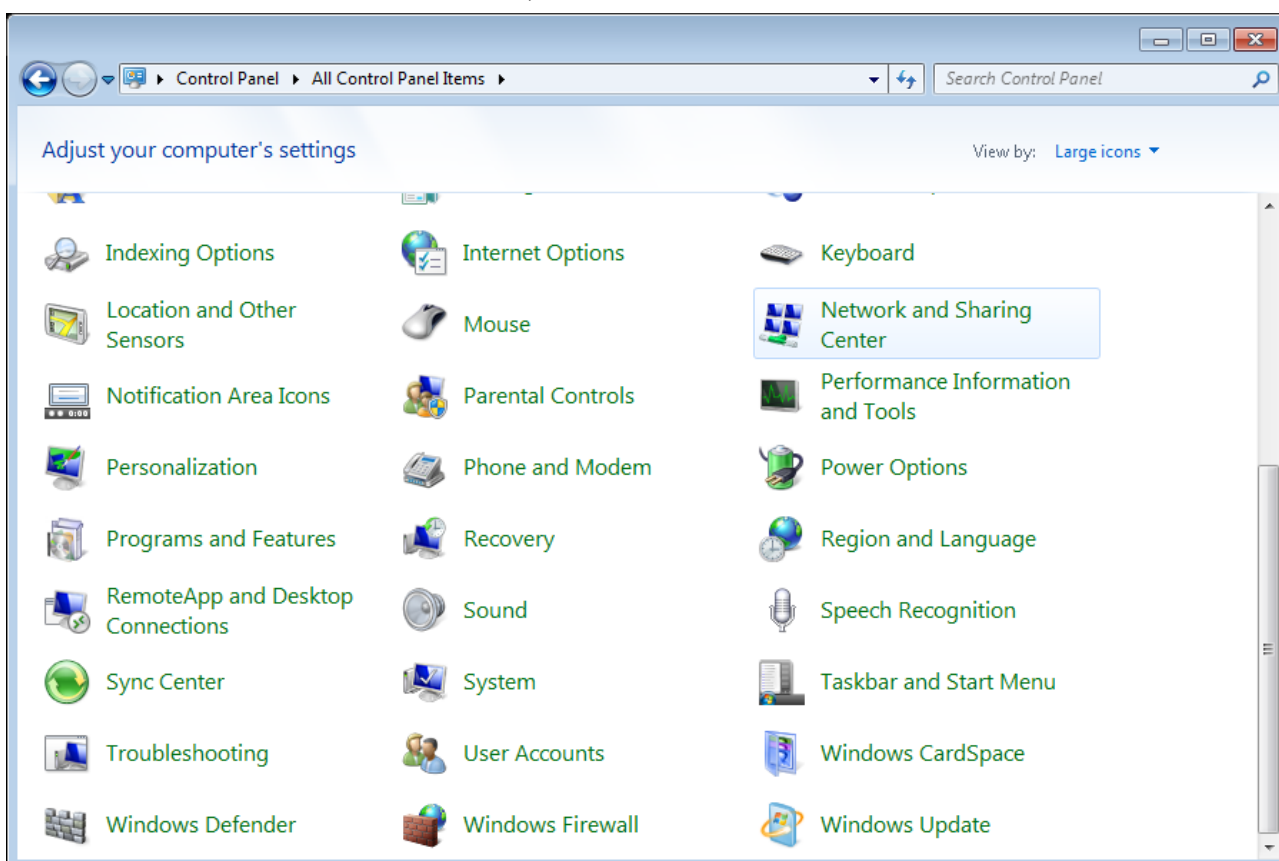 Control Panel ▸ All Control Panel Items ▸
Search Control Panel
Adjust your computer's settings
View by: Large icons
Indexing Options
Internet Options
Keyboard
Location and Other
Sensors
Mouse
Network and Sharing
Center
Notification Area Icons
Parental Controls
Performance Information
and Tools
Personalization
Phone and Modem
Power Options
Programs and Features
Recovery
Region and Language
RemoteApp and Desktop
Connections
Sound
Speech Recognition
Sync Center
System
Taskbar and Start Menu
Troubleshooting
User Accounts
Windows CardSpace
Windows Defender
Windows Firewall
Windows Update